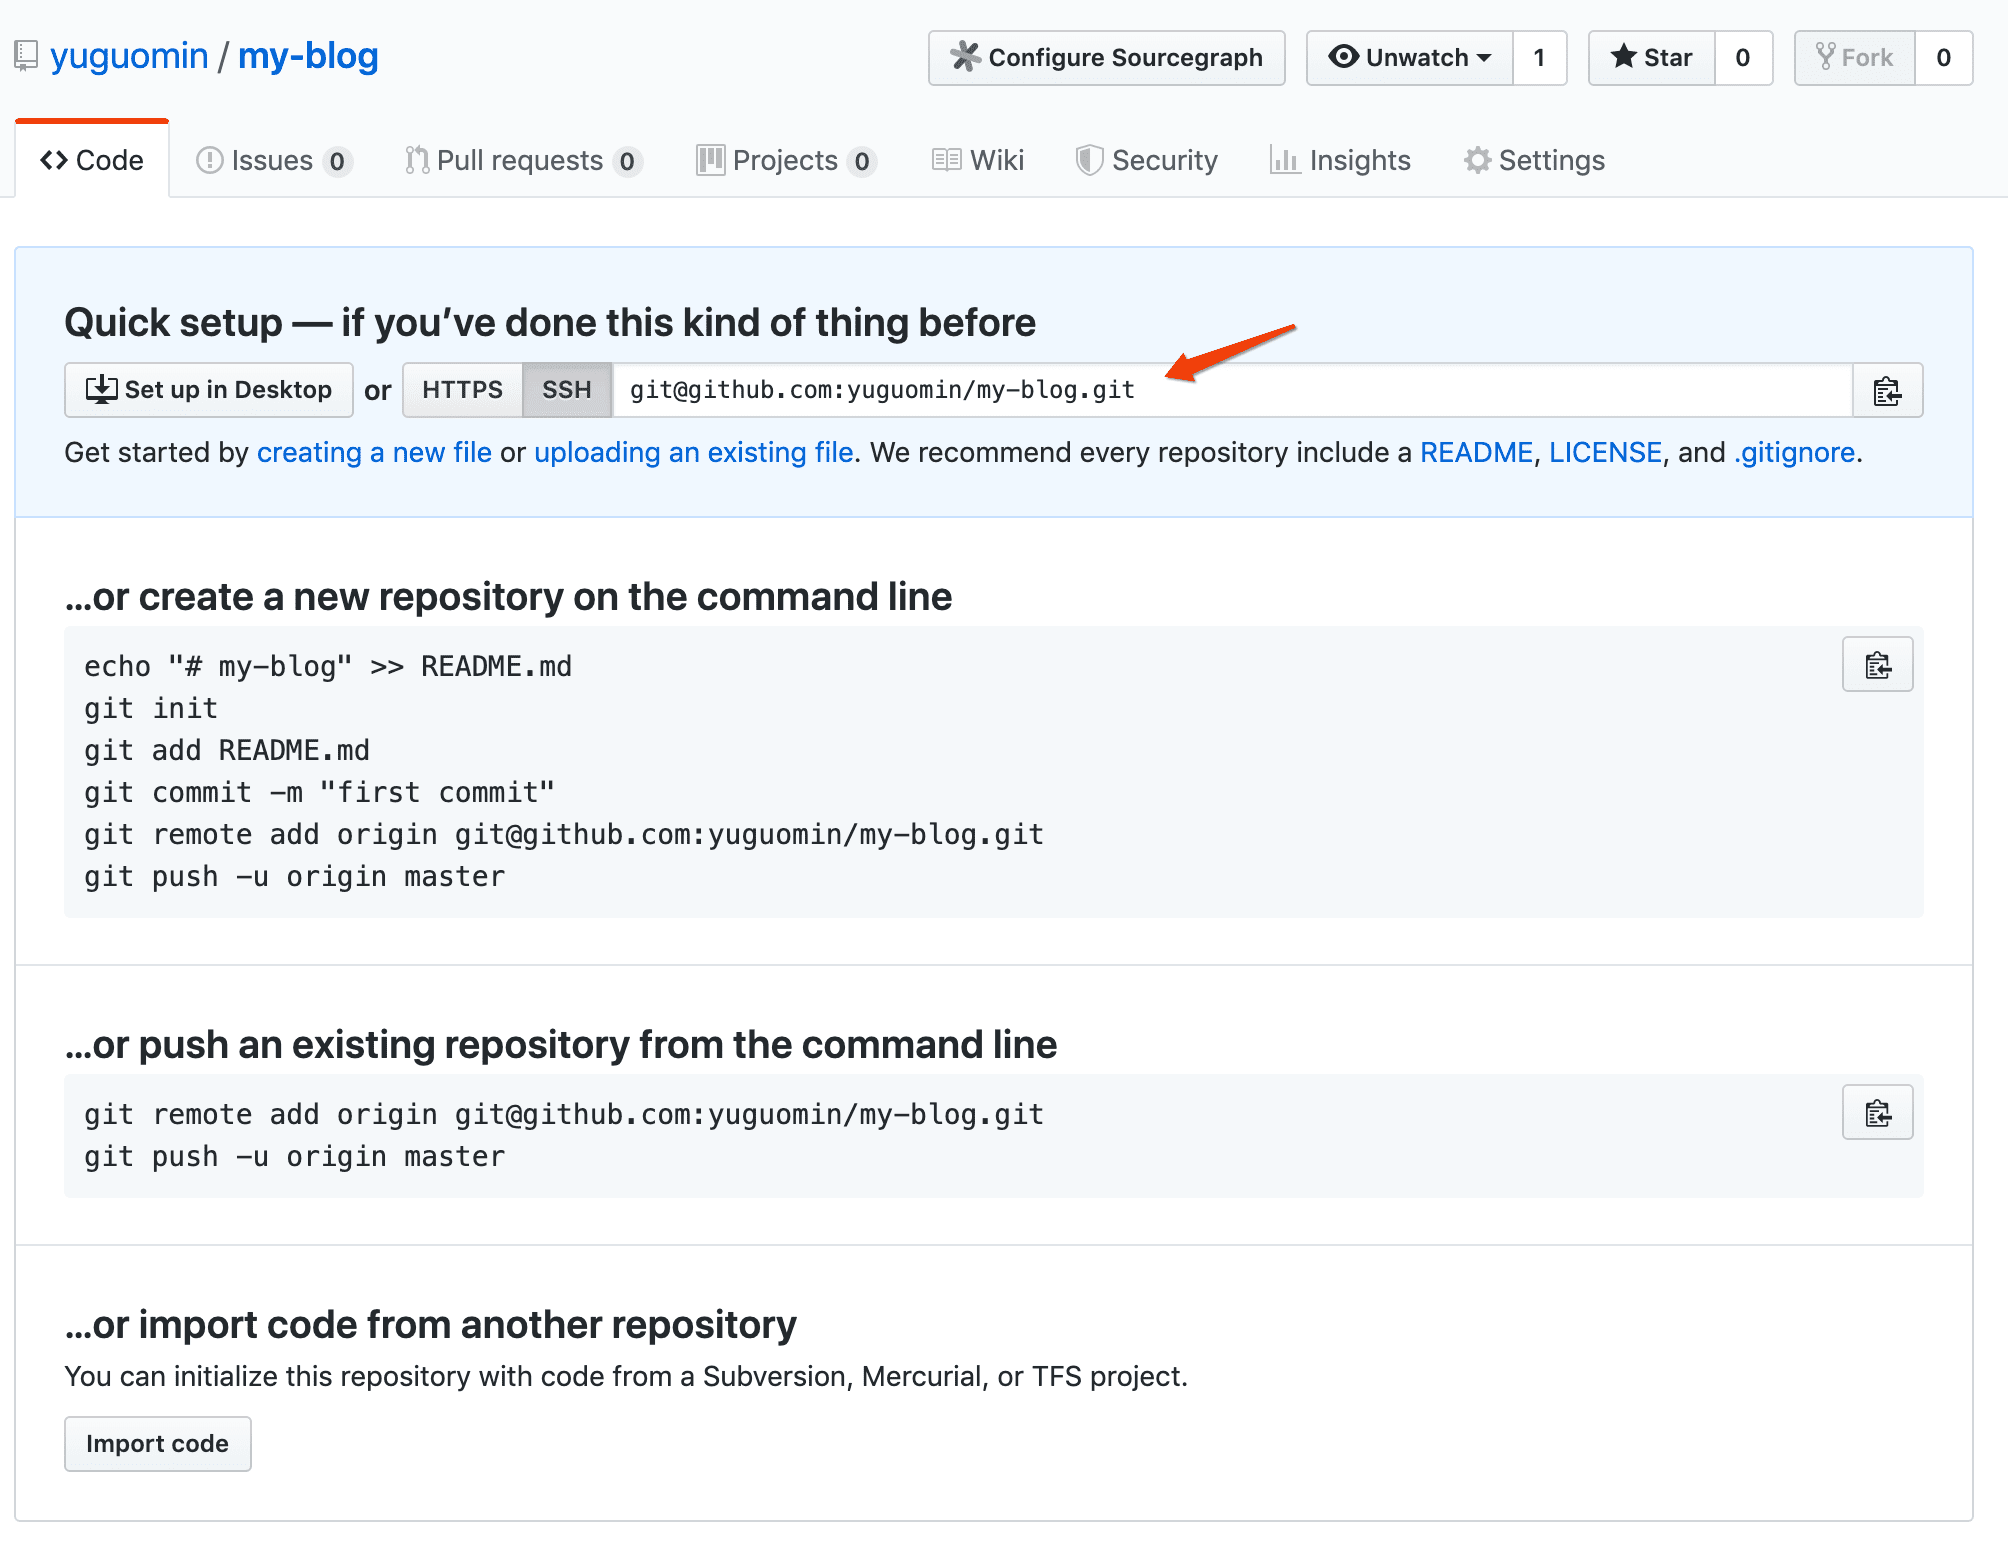 yuguomin / my-blog
Configure Sourcegraph
Unwatch 1
Star 0
Fork 0
Code
Issues 0
Pull requests 0
Projects 0
Wiki
Security
Insights
Settings
Quick setup — if you’ve done this kind of thing before
Set up in Desktop or HTTPS SSH git@github.com:yuguomin/my-blog.git
Get started by creating a new file or uploading an existing file. We recommend every repository include a README, LICENSE, and .gitignore.
…or create a new repository on the command line
echo "# my-blog" >> README.md
git init
git add README.md
git commit -m "first commit"
git remote add origin git@github.com:yuguomin/my-blog.git
git push -u origin master
…or push an existing repository from the command line
git remote add origin git@github.com:yuguomin/my-blog.git
git push -u origin master
…or import code from another repository
You can initialize this repository with code from a Subversion, Mercurial, or TFS project.
Import code